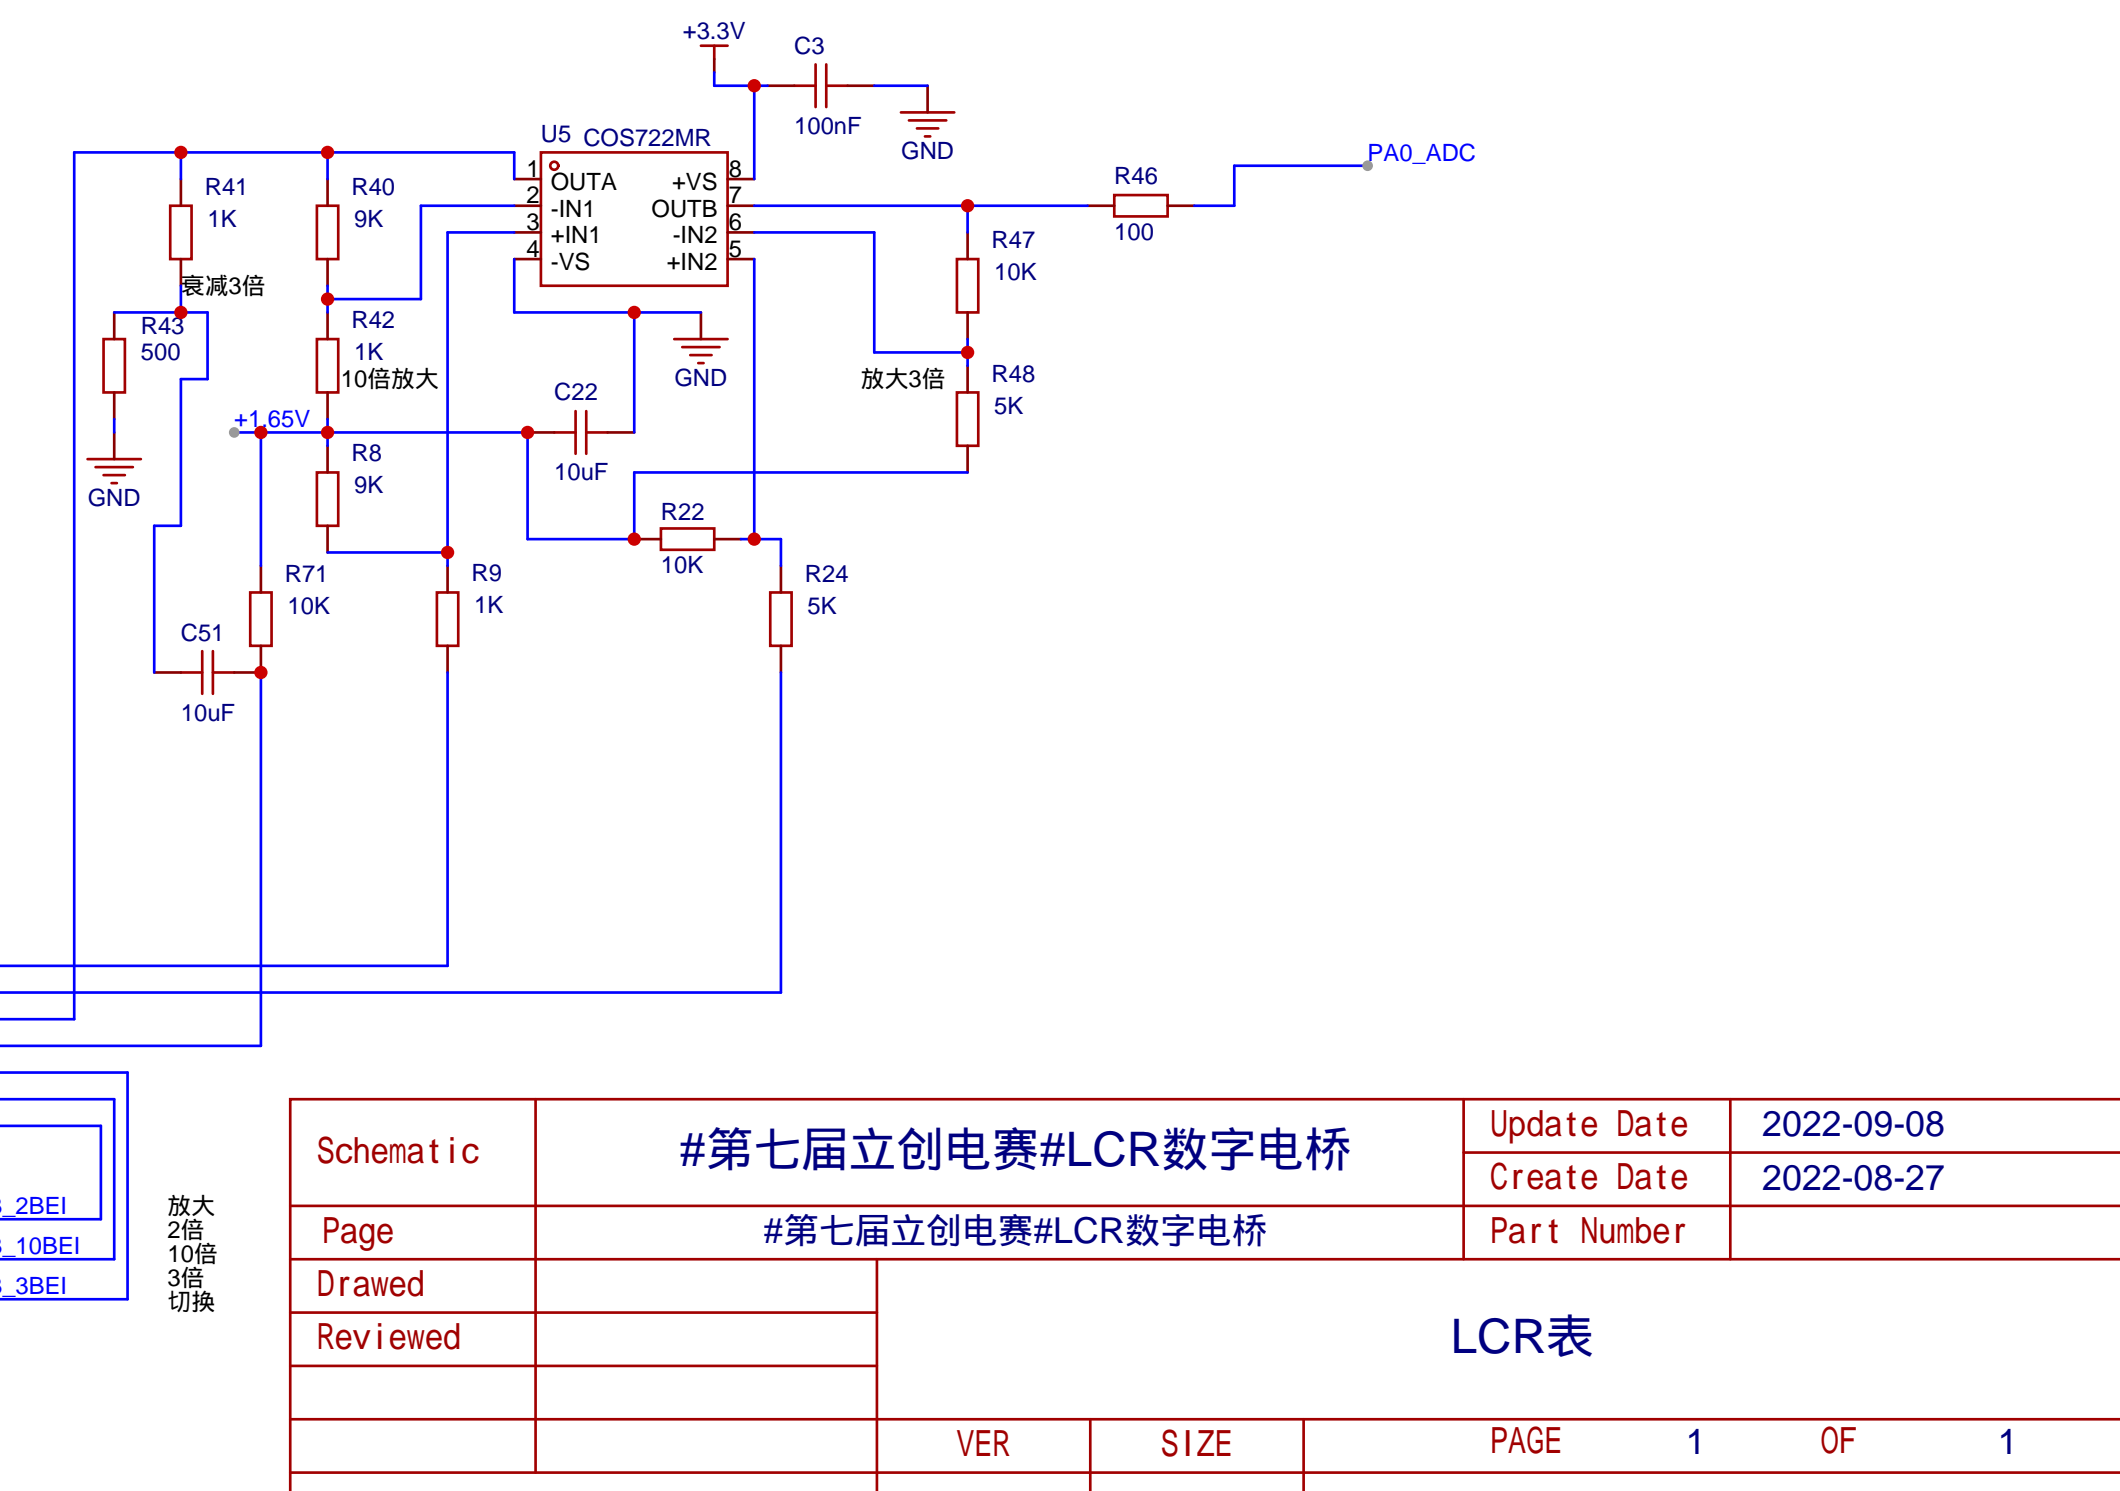 +3.3V
C3
100nF
GND
U5 COS722MR
1 OUTA
2 -IN1
3 +IN1
4 -VS
8 +VS
7 OUTB
6 -IN2
5 +IN2
PA0_ADC
R46
100
R41
1K
R40
9K
衰减3倍
R43
500
R42
1K
10倍放大
GND
+1.65V
R47
10K
放大3倍
R48
5K
GND
C22
10uF
R8
9K
R22
10K
R71
10K
R9
1K
R24
5K
C51
10uF
_2BEI
_10BEI
_3BEI
放大
2倍
10倍
3倍
切换
Schematic
#第七届立创电赛#LCR数字电桥
Update Date 2022-09-08
Create Date 2022-08-27
Page
#第七届立创电赛#LCR数字电桥
Part Number
Drawed
Reviewed
LCR表
VER SIZE PAGE 1 OF 1